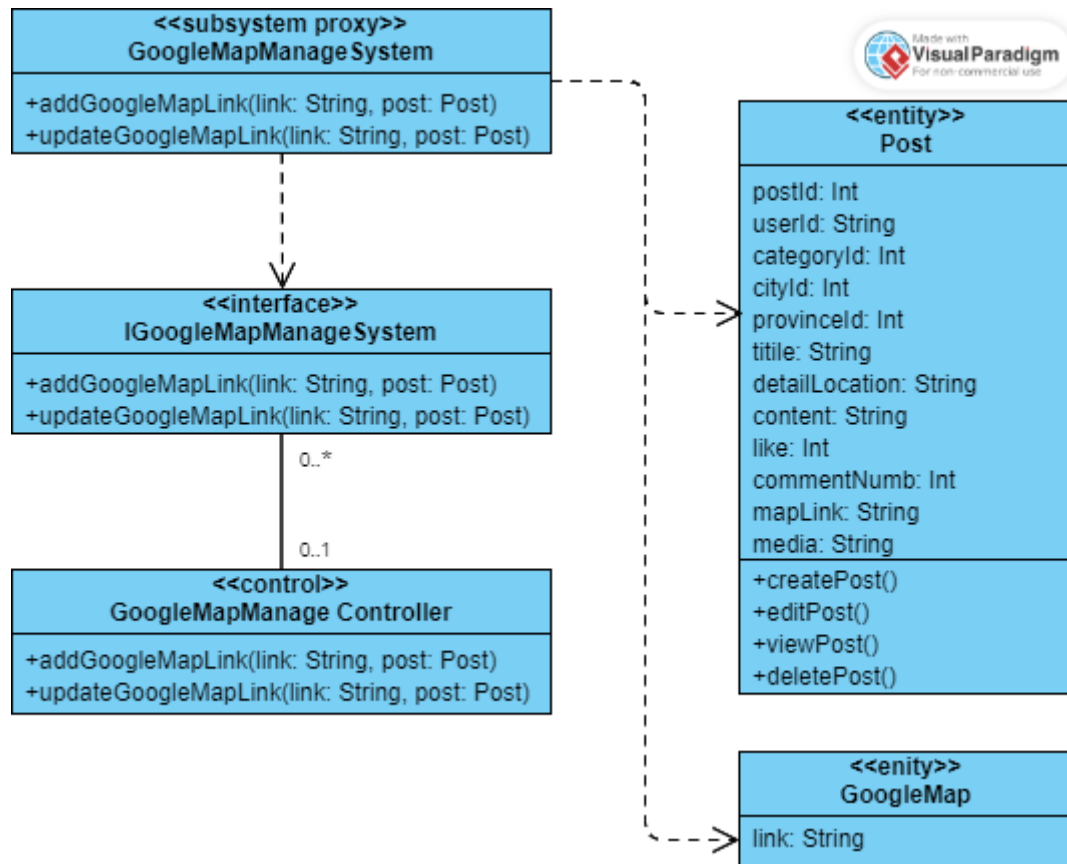 <<subsystem proxy>>
GoogleMapManageSystem
+addGoogleMapLink(link: String, post: Post)
+updateGoogleMapLink(link: String, post: Post)
<<interface>>
IGoogleMapManageSystem
+addGoogleMapLink(link: String, post: Post)
+updateGoogleMapLink(link: String, post: Post)
0..*
0..1
<<control>>
GoogleMapManage Controller
+addGoogleMapLink(link: String, post: Post)
+updateGoogleMapLink(link: String, post: Post)
Made with
Visual Paradigm
For non-commercial use
<<entity>>
Post
postId: Int
userId: String
categoryId: Int
cityId: Int
provinceId: Int
titile: String
detailLocation: String
content: String
like: Int
commentNumb: Int
mapLink: String
media: String
+createPost()
+editPost()
+viewPost()
+deletePost()
<<enity>>
GoogleMap
link: String